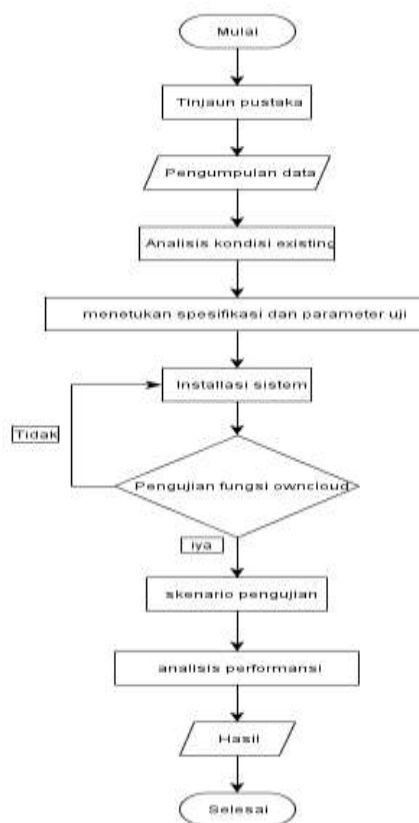 Mulai
Tinjaun pustaka
Pengumpulan data
Analisis kondisi existing
menetukan spesifikasi dan parameter uji
Installasi sistem
Tidak
Pengujian fungsi owncloud
iya
skenario pengujian
analisis performansi
Hasil
Selesai